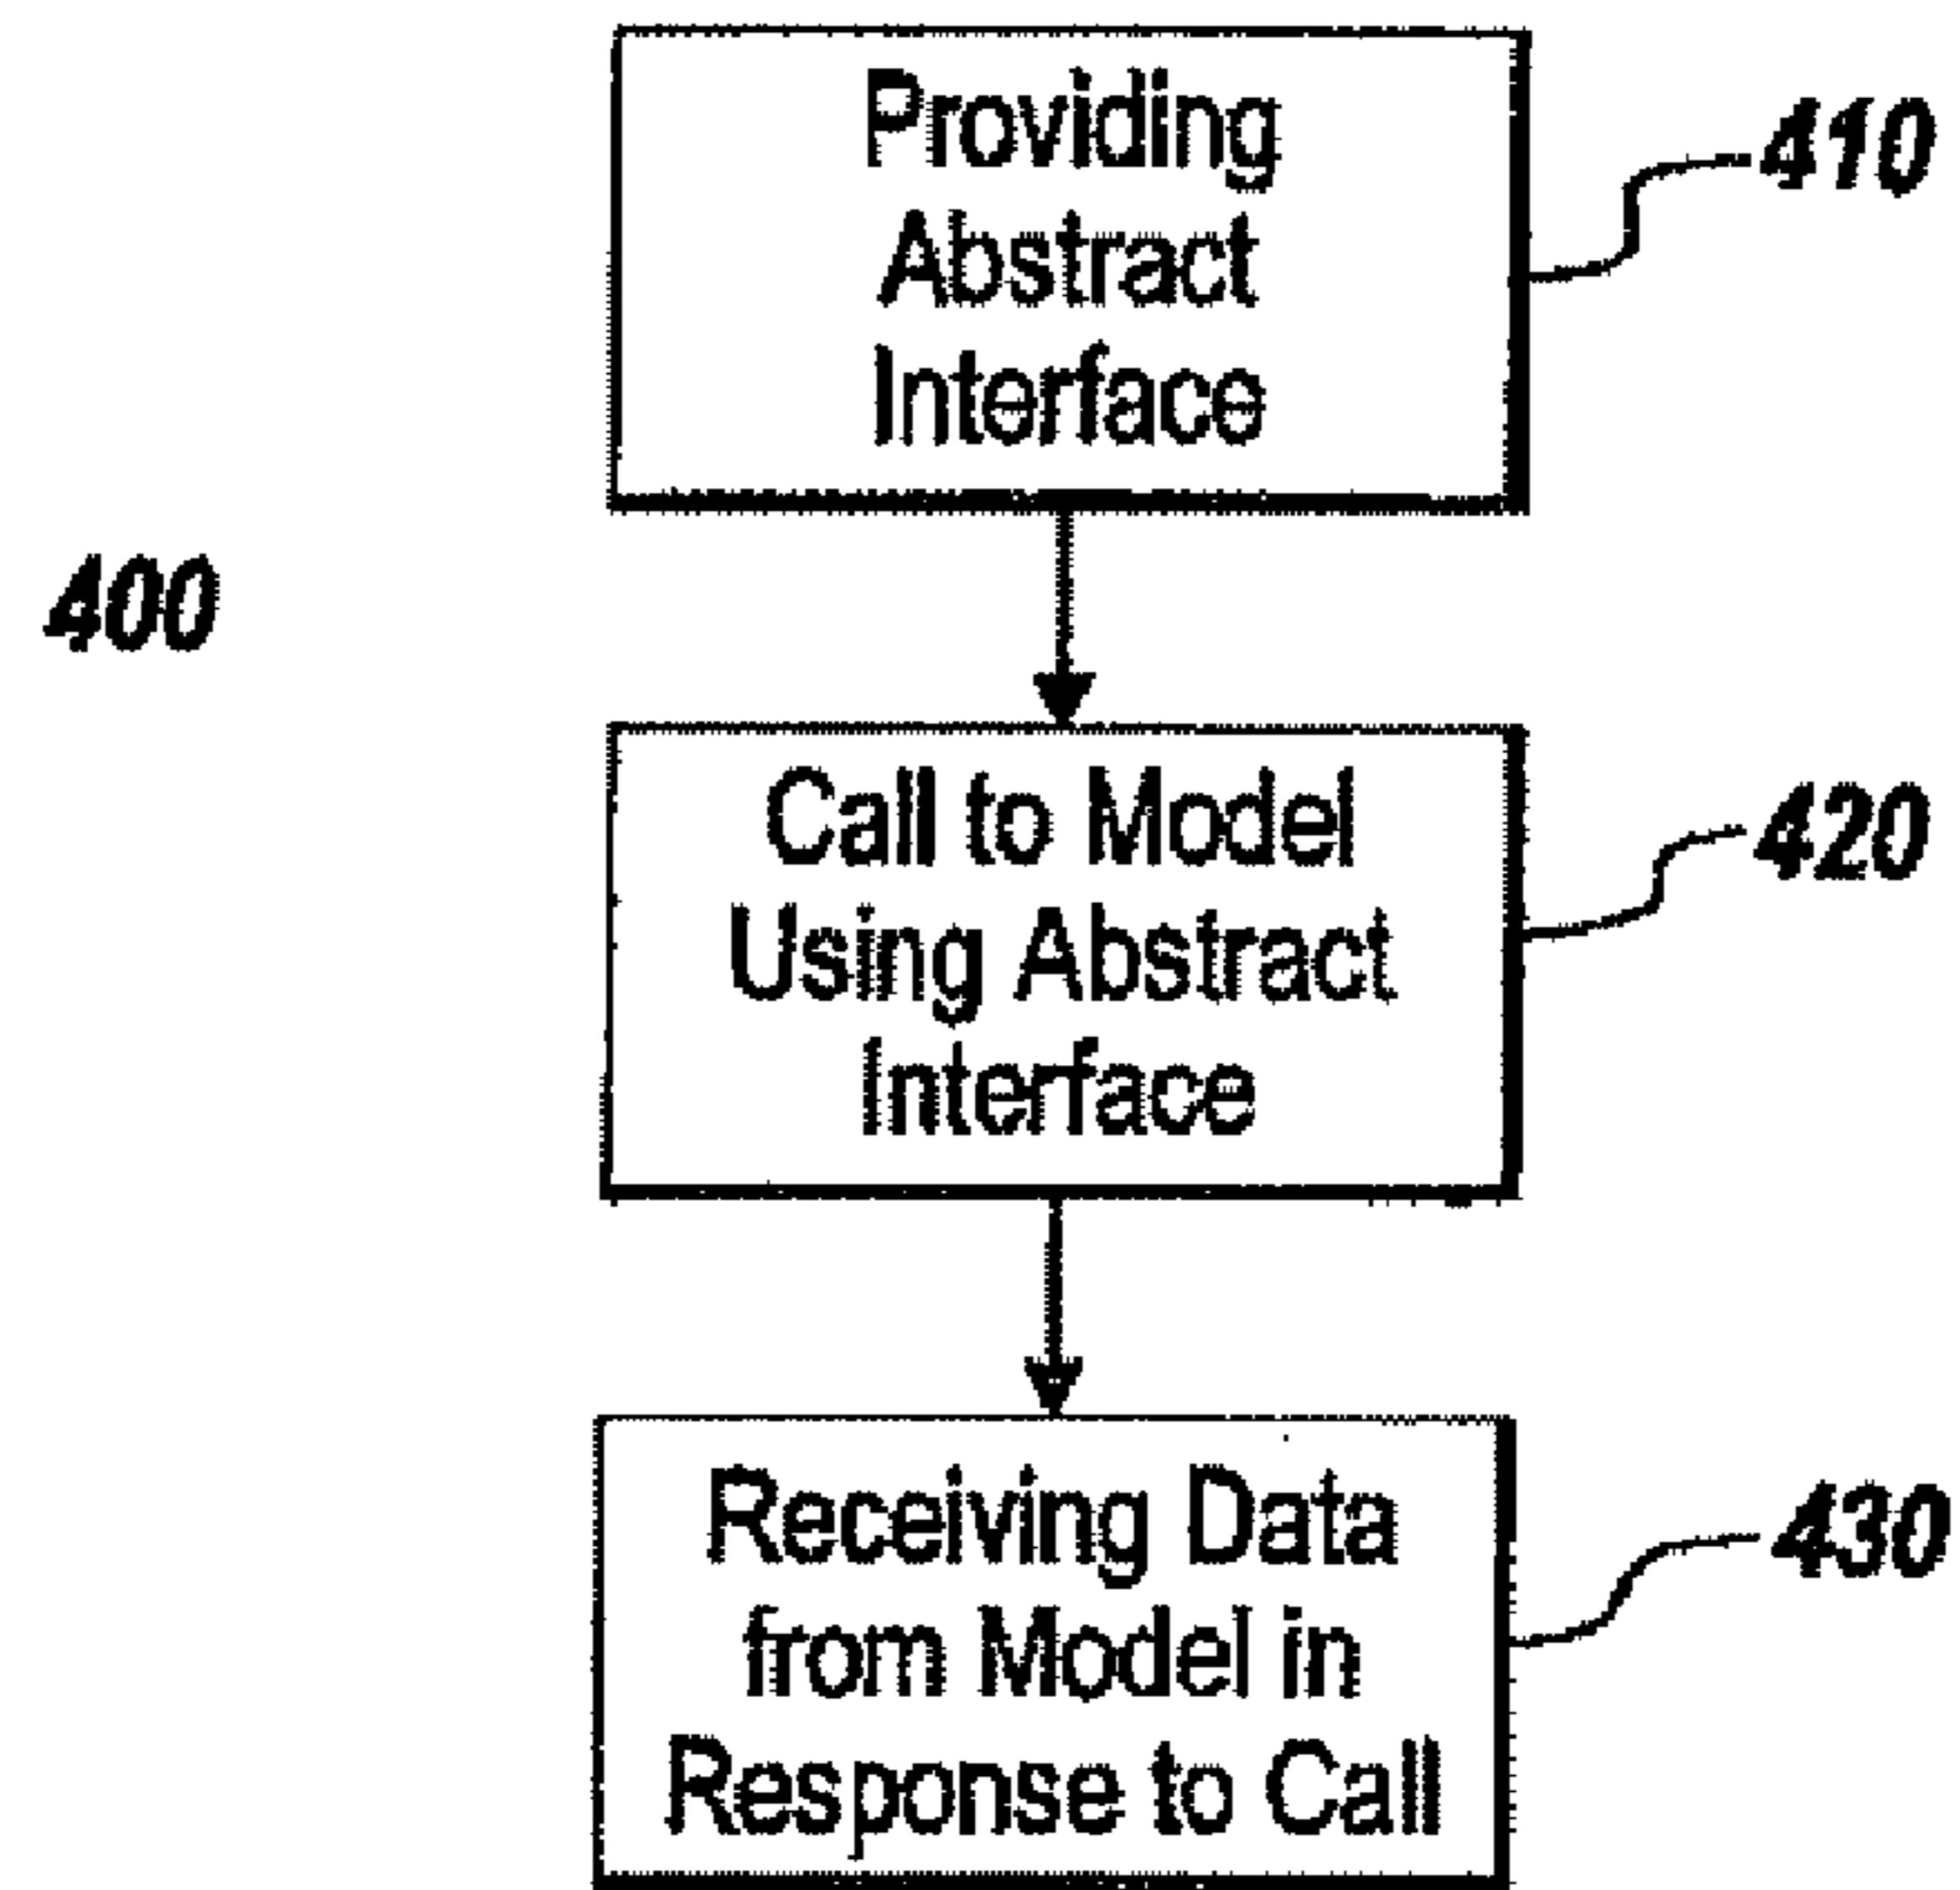 Providing
Abstract
Interface
410
400
Call to Model
Using Abstract
Interface
420
Receiving Data
from Model in
Response to Call
430